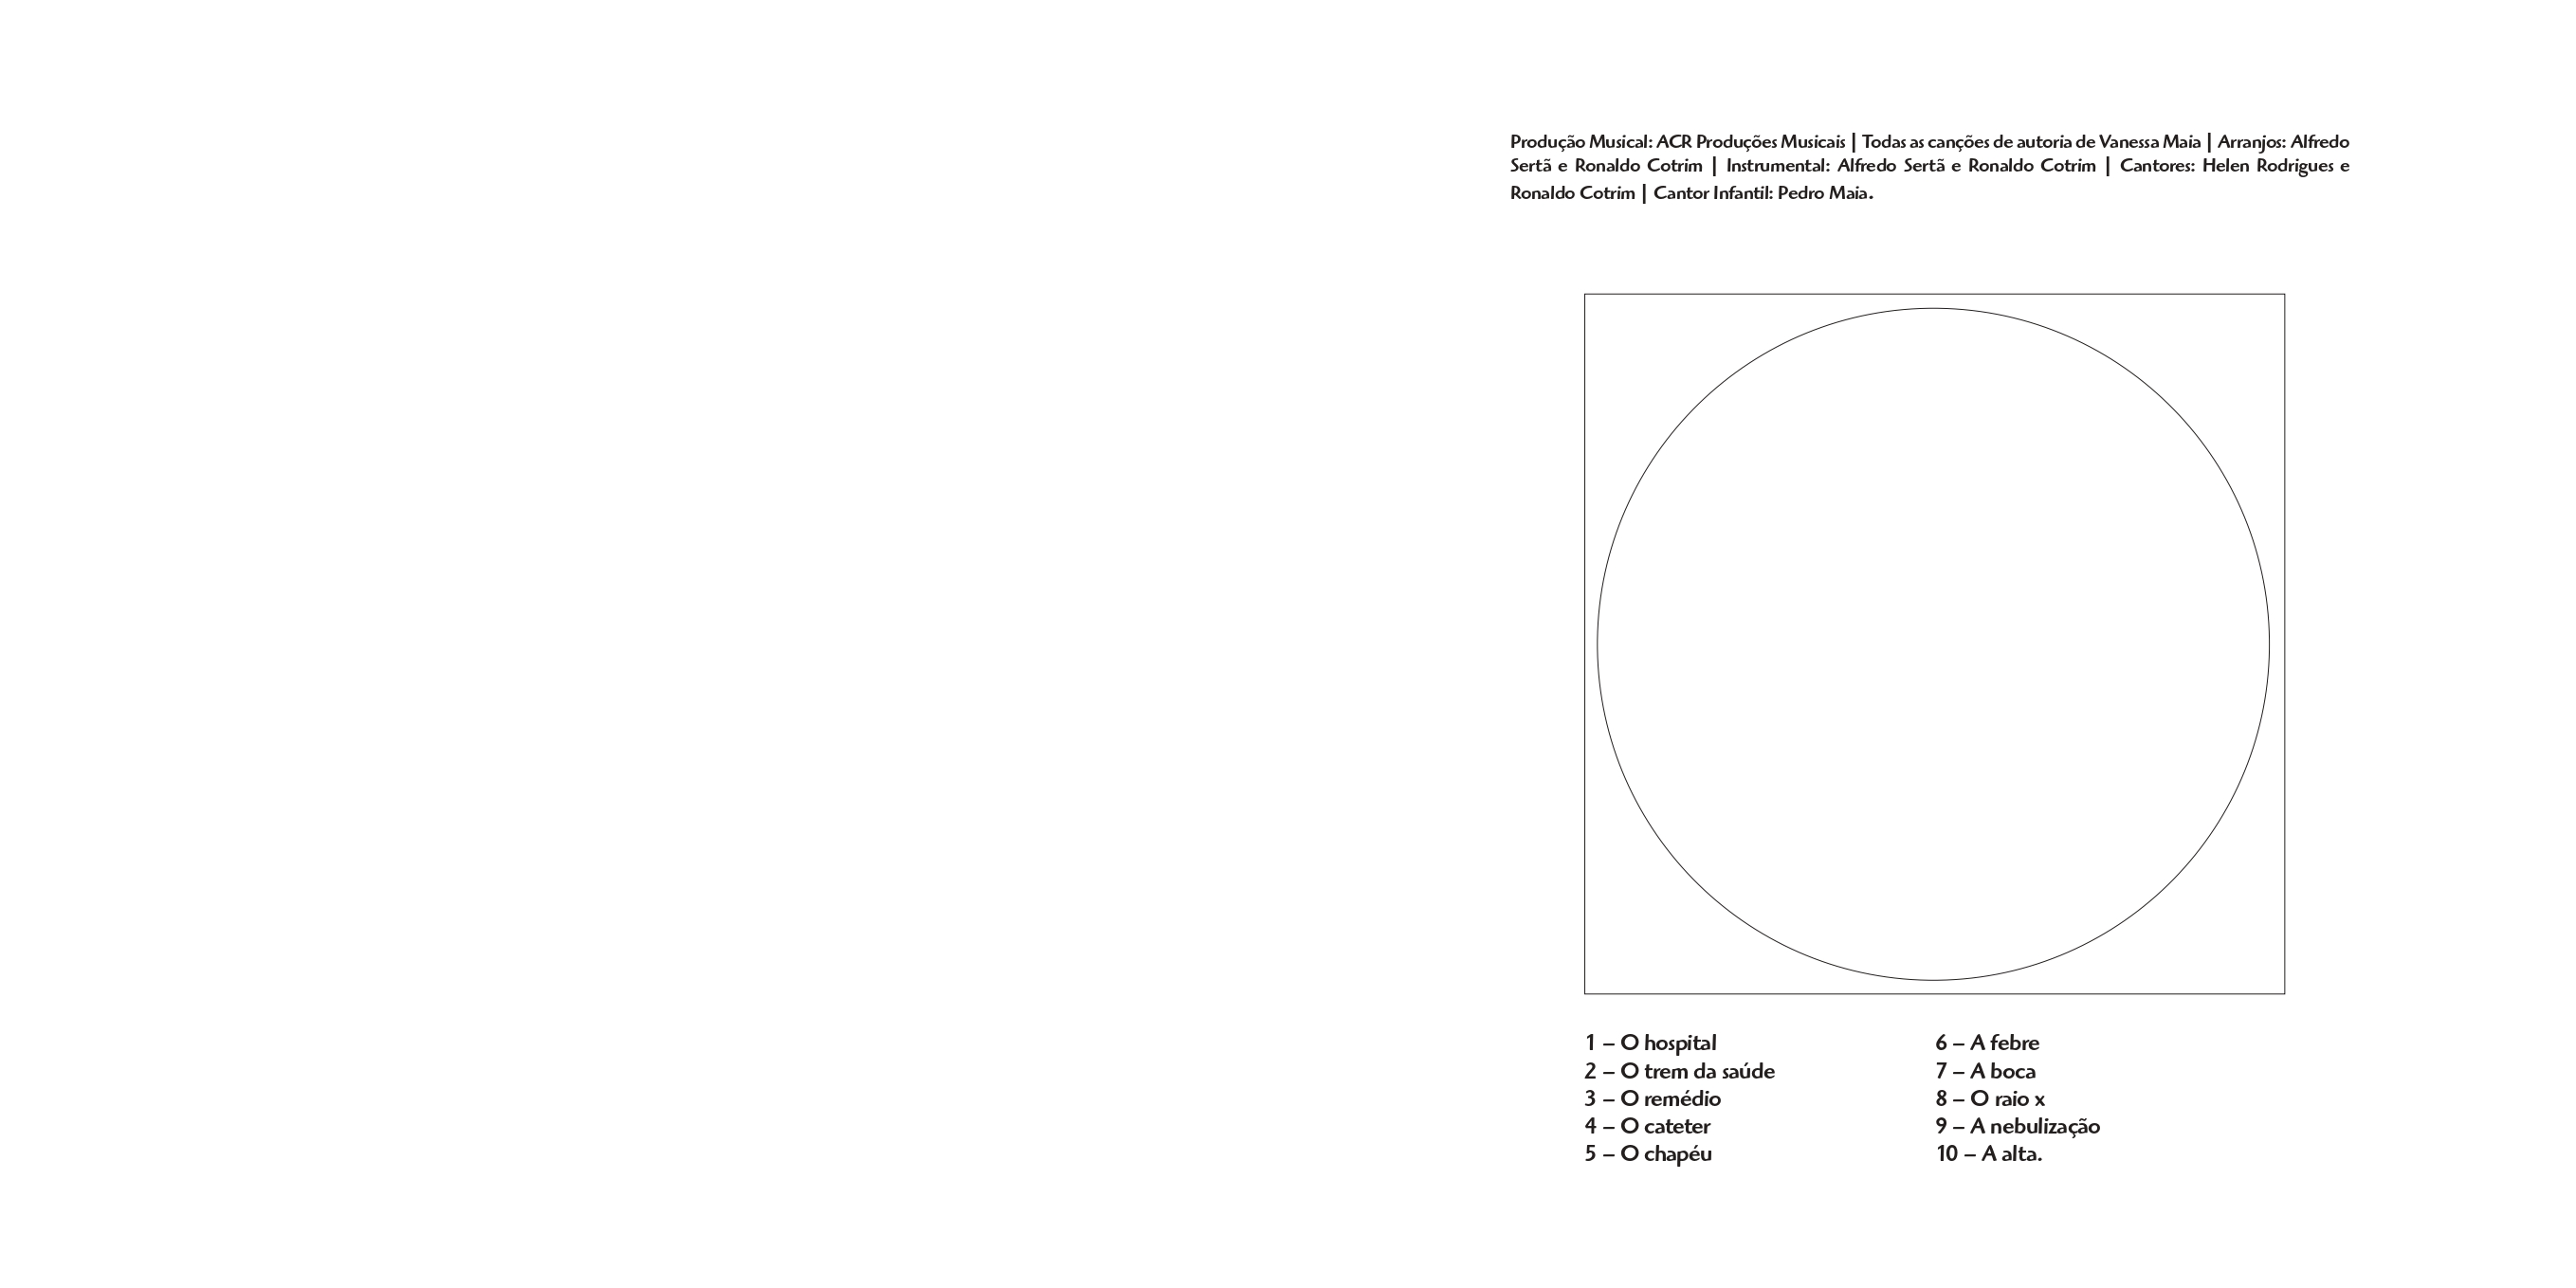 Produção Musical: ACR Produções Musicais | Todas as canções de autoria de Vanessa Maia | Arranjos: Alfredo
Sertã e Ronaldo Cotrim | Instrumental: Alfredo Sertã e Ronaldo Cotrim | Cantores: Helen Rodrigues e
Ronaldo Cotrim | Cantor Infantil: Pedro Maia.
1 – O hospital
2 – O trem da saúde
3 – O remédio
4 – O cateter
5 – O chapéu
6 – A febre
7 – A boca
8 – O raio x
9 – A nebulização
10 – A alta.